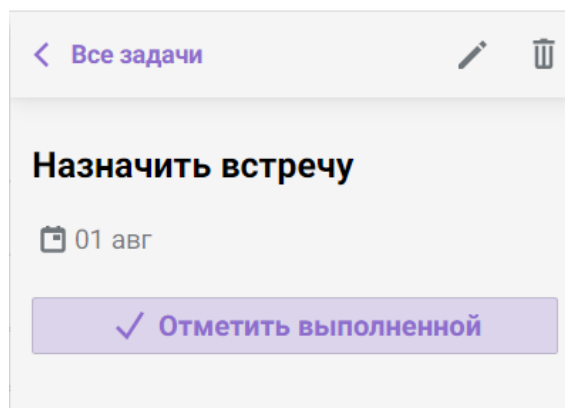 Все задачи
Назначить встречу
01 авг
Отметить выполненной